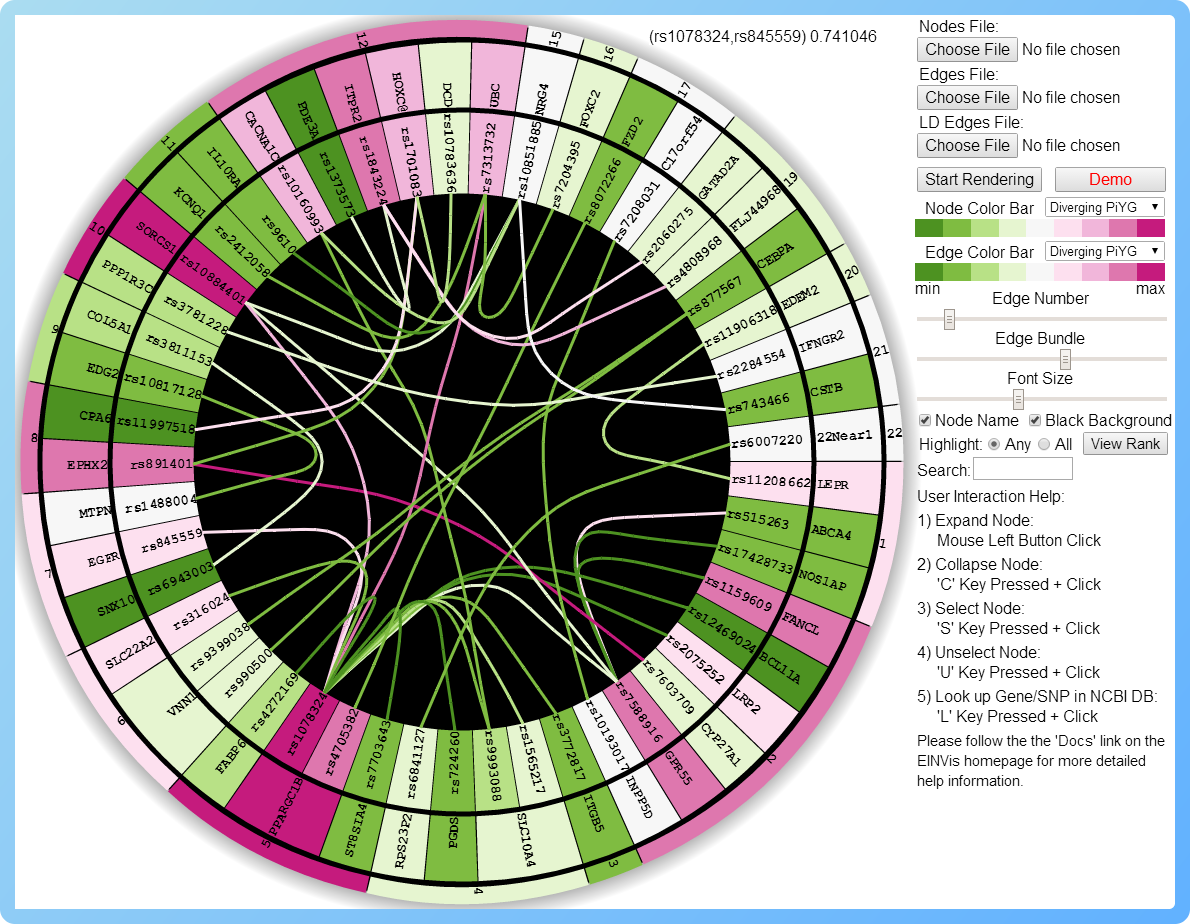 (rs1078324,rs845559) 0.741046
Nodes File:
Choose File No file chosen
Edges File:
Choose File No file chosen
LD Edges File:
Choose File No file chosen
Start Rendering Demo
Node Color Bar Diverging PiYG
Edge Color Bar Diverging PiYG
min max
Edge Number
Edge Bundle
Font Size
Node Name Black Background
Highlight: Any All View Rank
Search:
User Interaction Help:
1) Expand Node:
Mouse Left Button Click
2) Collapse Node:
'C' Key Pressed + Click
3) Select Node:
'S' Key Pressed + Click
4) Unselect Node:
'U' Key Pressed + Click
5) Look up Gene/SNP in NCBI DB:
'L' Key Pressed + Click
Please follow the the 'Docs' link on the
EINVis homepage for more detailed
help information.
12
15
16
17
19
20
21
22
1
2
3
4
5
6
7
8
9
10
11
HOXC@
DCD
UBC
NRG4
FOXC2
FZD2
C17orf54
GATAD2A
FLJ44968
CEBPA
EDEM2
IFNGR2
CSTB
22Near1
LEPR
ABCA4
NOS1AP
FANCL
BCL11A
LRP2
CYP27A1
GPR55
INPP5D
ITGB5
SLC10A4
PGDS
RPS23P2
ST8SIA4
PPARGC1B
FABP6
VNN1
SLC22A2
SNX10
EGFR
MTPN
EPHX2
CPA6
EDG2
COL5A1
PPP1R3C
SORCS1
KCNQ1
IL10RA
CACNA1C
PDE3A
ITPR2
rs1701083
rs10783636
rs7313732
rs10851885
rs7204395
rs8072266
rs7208031
rs2060275
rs4808968
rs877567
rs11906318
rs2284554
rs743466
rs6007220
rs11208662
rs515263
rs17428733
rs1159609
rs12469024
rs2075252
rs7603709
rs7588916
rs10193017
rs3772817
rs1565217
rs9993088
rs724260
rs6841127
rs7703643
rs4705382
rs1078324
rs4272169
rs990500
rs9399038
rs316024
rs6943003
rs845559
rs1488004
rs891401
rs11997518
rs10817128
rs3811153
rs3781228
rs10884401
rs2412058
rs9610
rs10160993
rs1373573
rs1843224